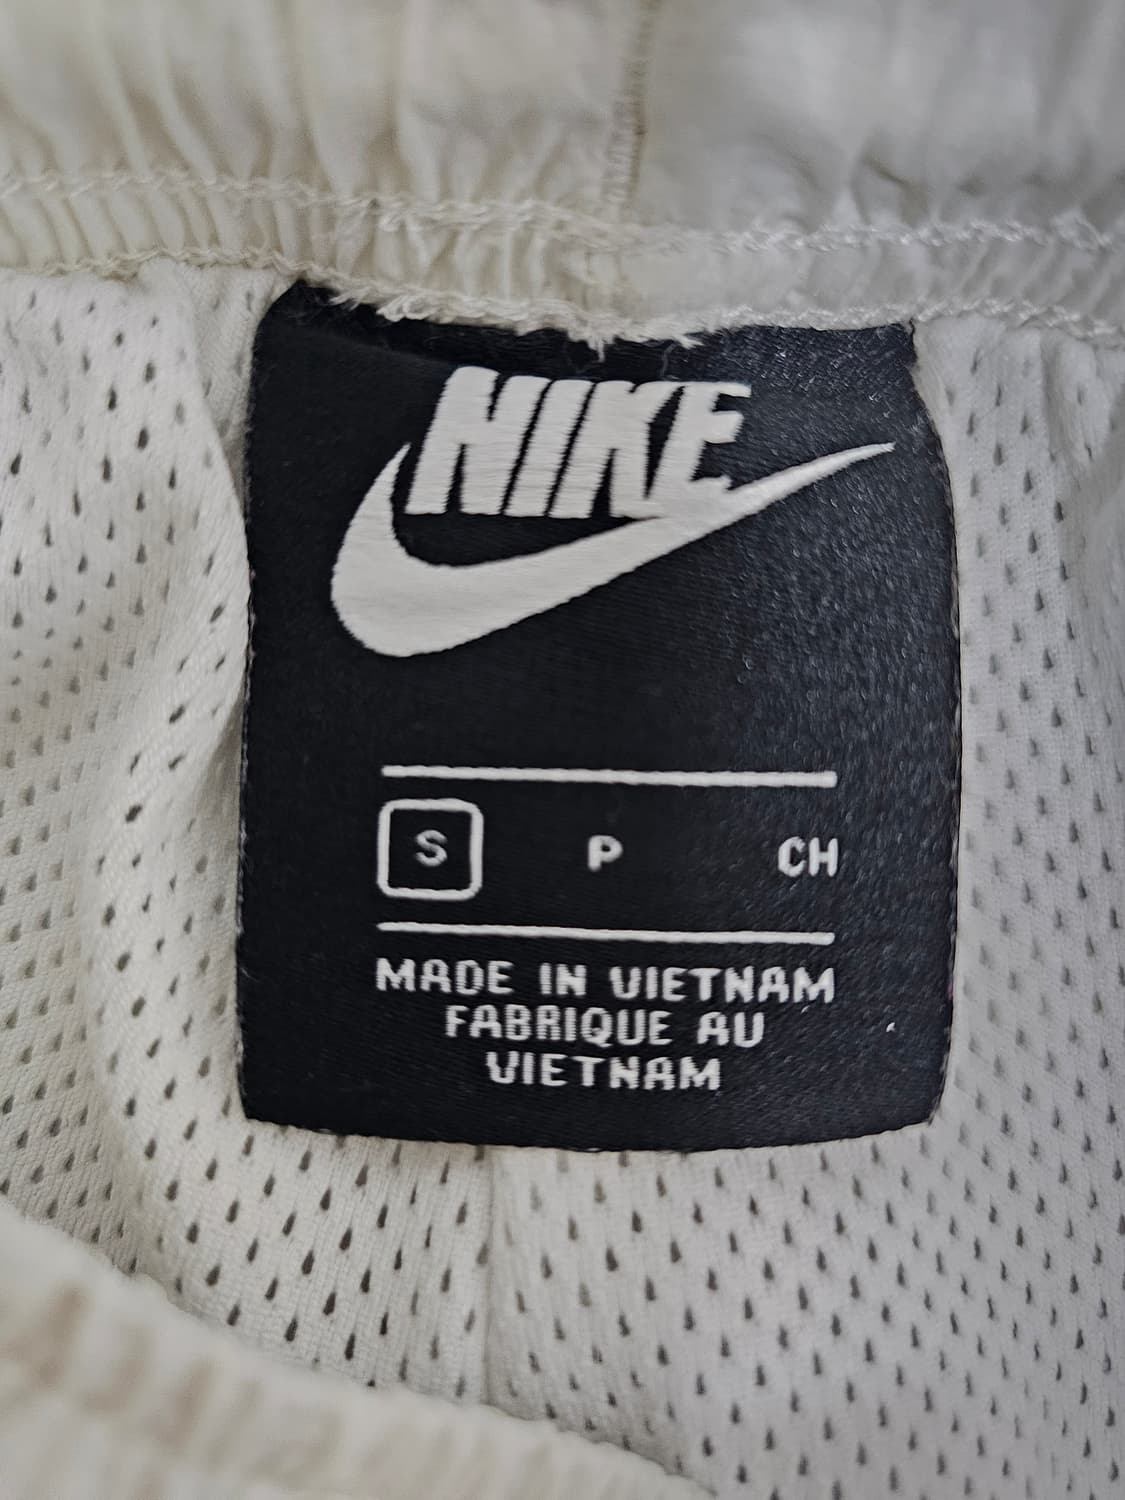 NIKE
S P CH
MADE IN VIETNAM
FABRIQUE AU
VIETNAM